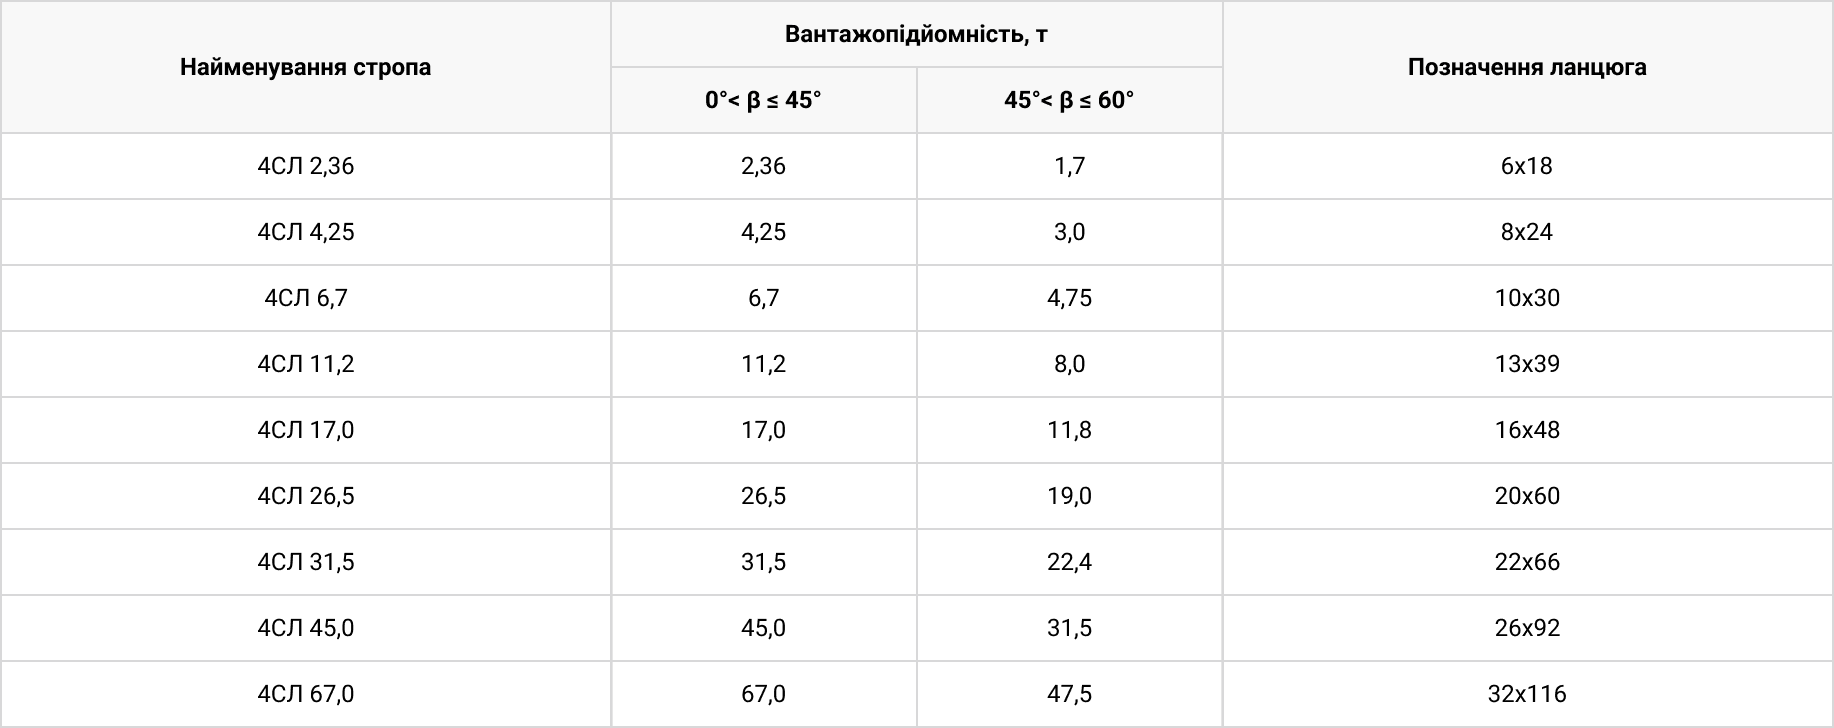 Найменування стропа Вантажопідйомність, т Позначення ланцюга
0°< β ≤ 45° 45°< β ≤ 60°
4СЛ 2,36 2,36 1,7 6x18
4СЛ 4,25 4,25 3,0 8x24
4СЛ 6,7 6,7 4,75 10x30
4СЛ 11,2 11,2 8,0 13x39
4СЛ 17,0 17,0 11,8 16x48
4СЛ 26,5 26,5 19,0 20x60
4СЛ 31,5 31,5 22,4 22x66
4СЛ 45,0 45,0 31,5 26x92
4СЛ 67,0 67,0 47,5 32x116